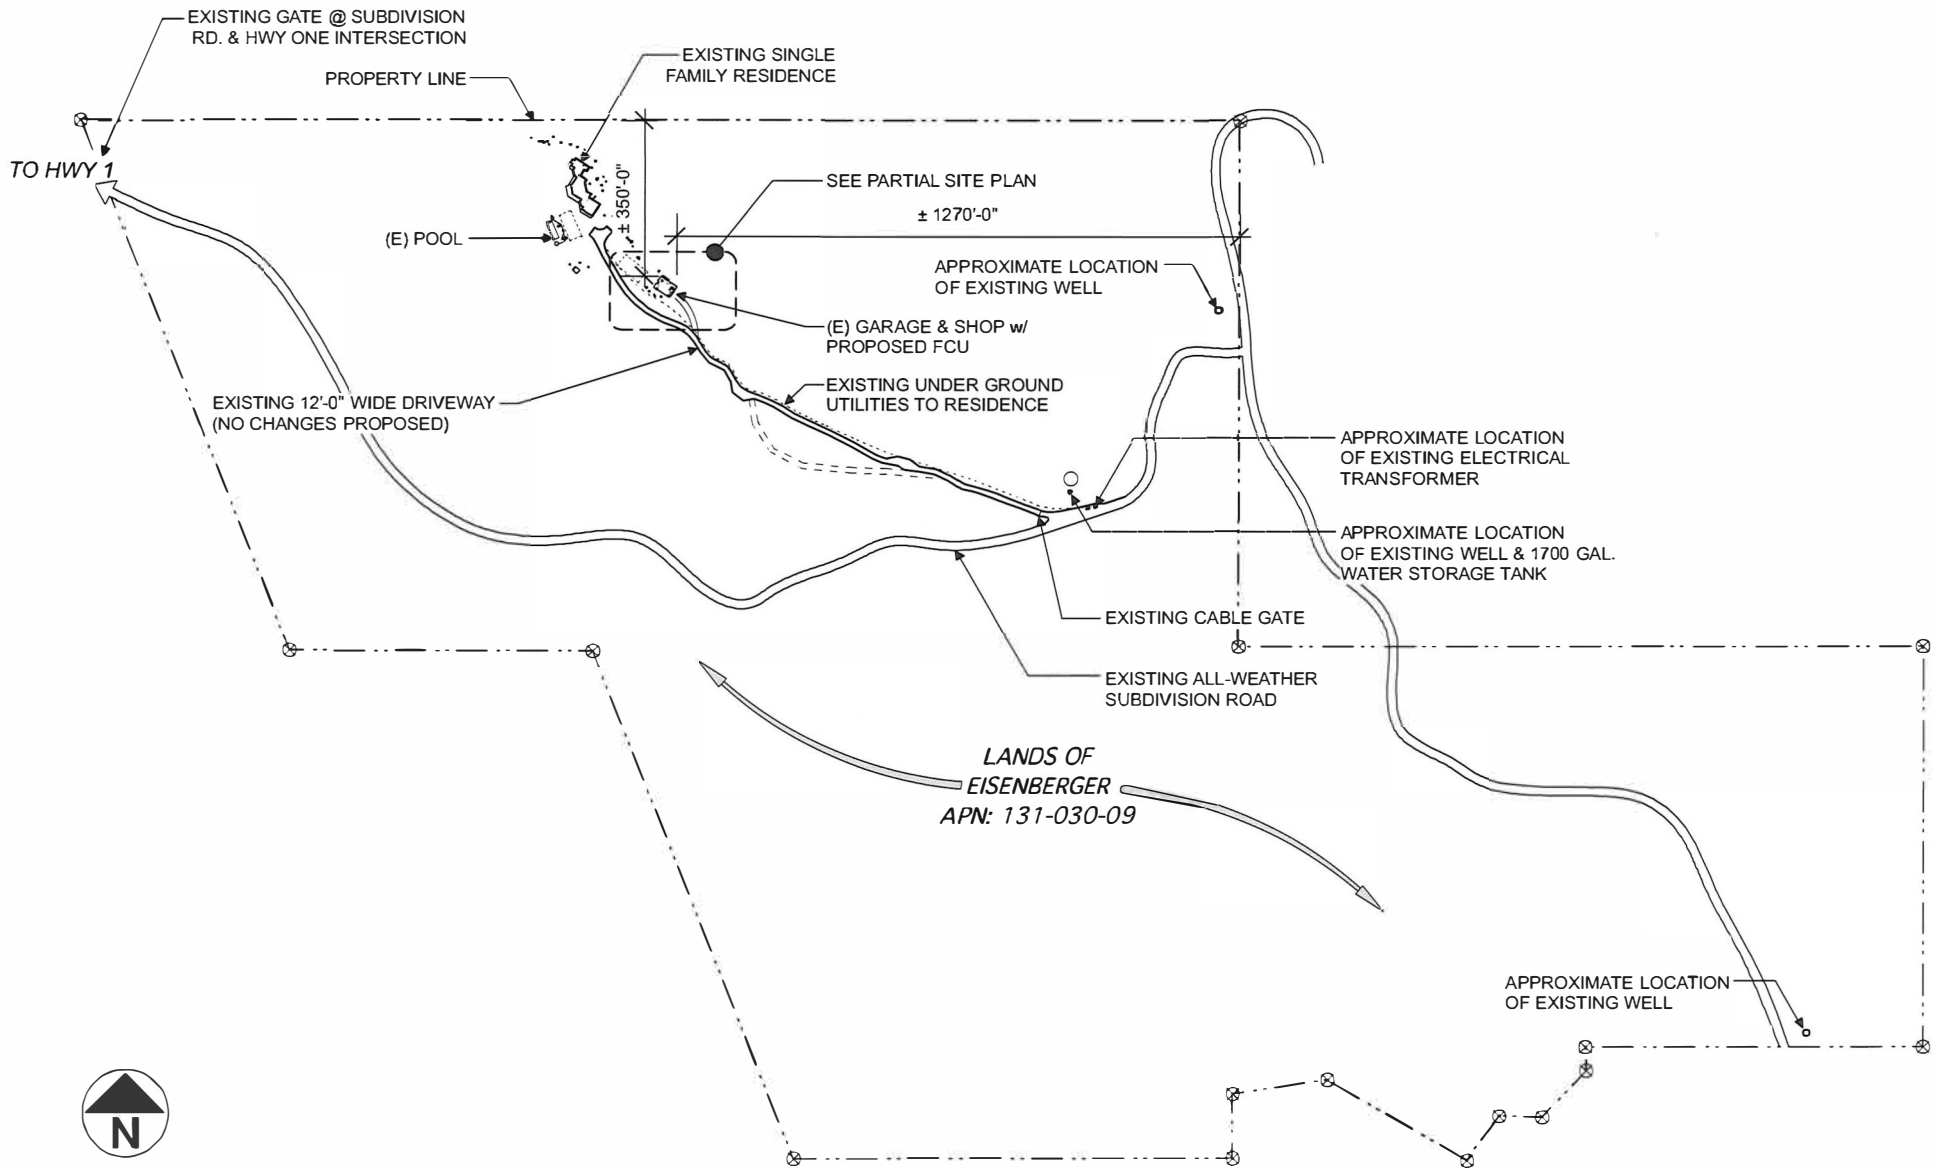 EXISTING GATE @ SUBDIVISION
RD. & HWY ONE INTERSECTION
EXISTING SINGLE
FAMILY RESIDENCE
PROPERTY LINE
TO HWY 1
± 350'-0"
SEE PARTIAL SITE PLAN
± 1270'-0"
(E) POOL
APPROXIMATE LOCATION
OF EXISTING WELL
(E) GARAGE & SHOP w/
PROPOSED FCU
EXISTING UNDER GROUND
UTILITIES TO RESIDENCE
EXISTING 12'-0" WIDE DRIVEWAY
(NO CHANGES PROPOSED)
APPROXIMATE LOCATION
OF EXISTING ELECTRICAL
TRANSFORMER
APPROXIMATE LOCATION
OF EXISTING WELL & 1700 GAL.
WATER STORAGE TANK
EXISTING CABLE GATE
EXISTING ALL-WEATHER
SUBDIVISION ROAD
LANDS OF
EISENBERGER
APN: 131-030-09
APPROXIMATE LOCATION
OF EXISTING WELL
N